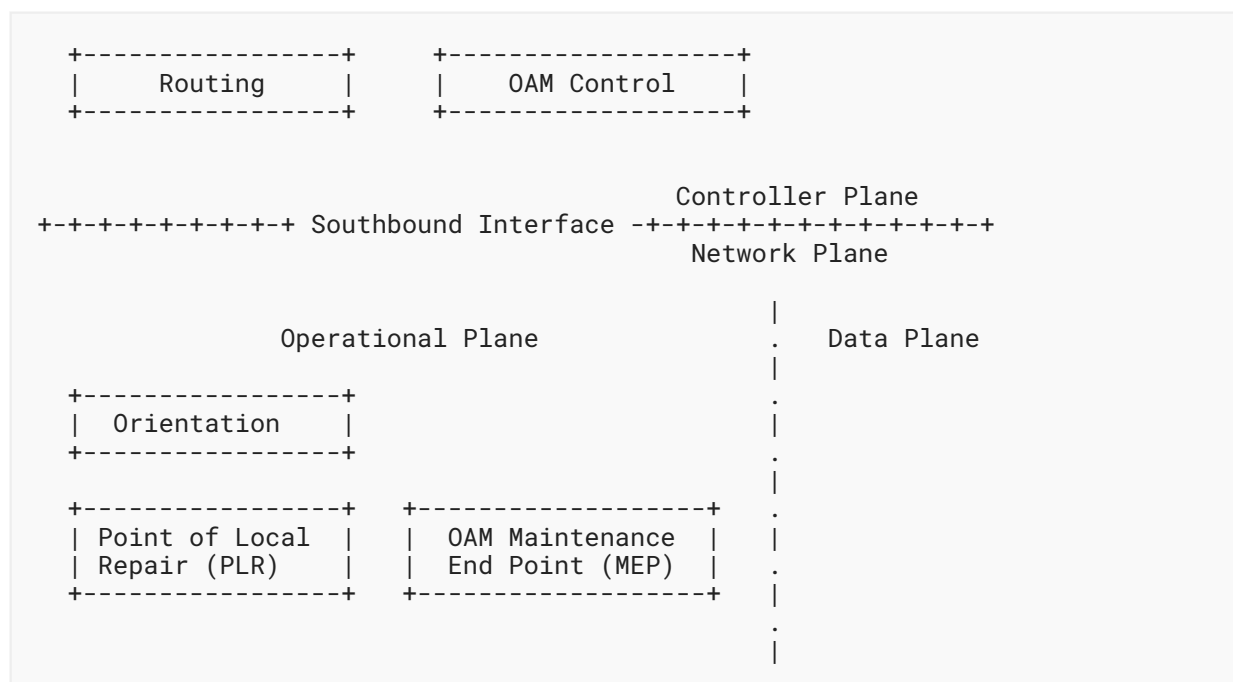 +-----------------+     +-------------------+
|     Routing     |     |    OAM Control    |
+-----------------+     +-------------------+
Controller Plane
+-+-+-+-+-+-+-+-+ Southbound Interface -+-+-+-+-+-+-+-+-+-+-+-+
Network Plane
|
Operational Plane                .   Data Plane
|
+-----------------+                           .
|  Orientation    |                           |
+-----------------+                           .
|
+-----------------+   +-------------------+   .
| Point of Local  |   |  OAM Maintenance  |   |
| Repair (PLR)    |   |  End Point (MEP)  |   .
+-----------------+   +-------------------+   |
.
|